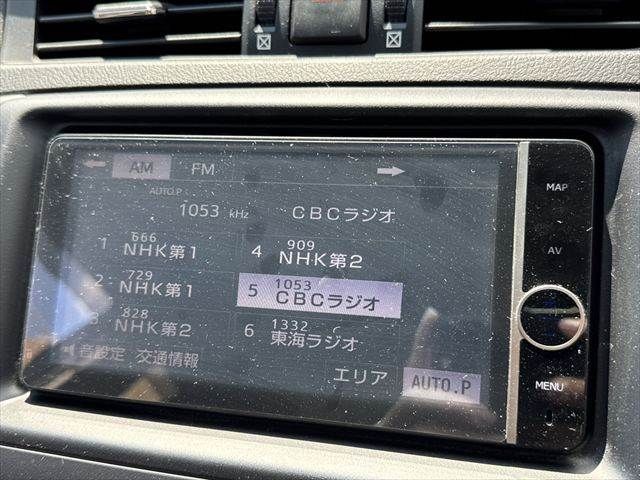 AM FM
AUTO.P
1053 kHz CBCラジオ
1 666 NHK第1
4 909 NHK第2
2 729 NHK第1
5 1053 CBCラジオ
3 828 NHK第2
6 1332 東海ラジオ
音設定 交通情報
エリア AUTO.P
MAP
AV
MENU